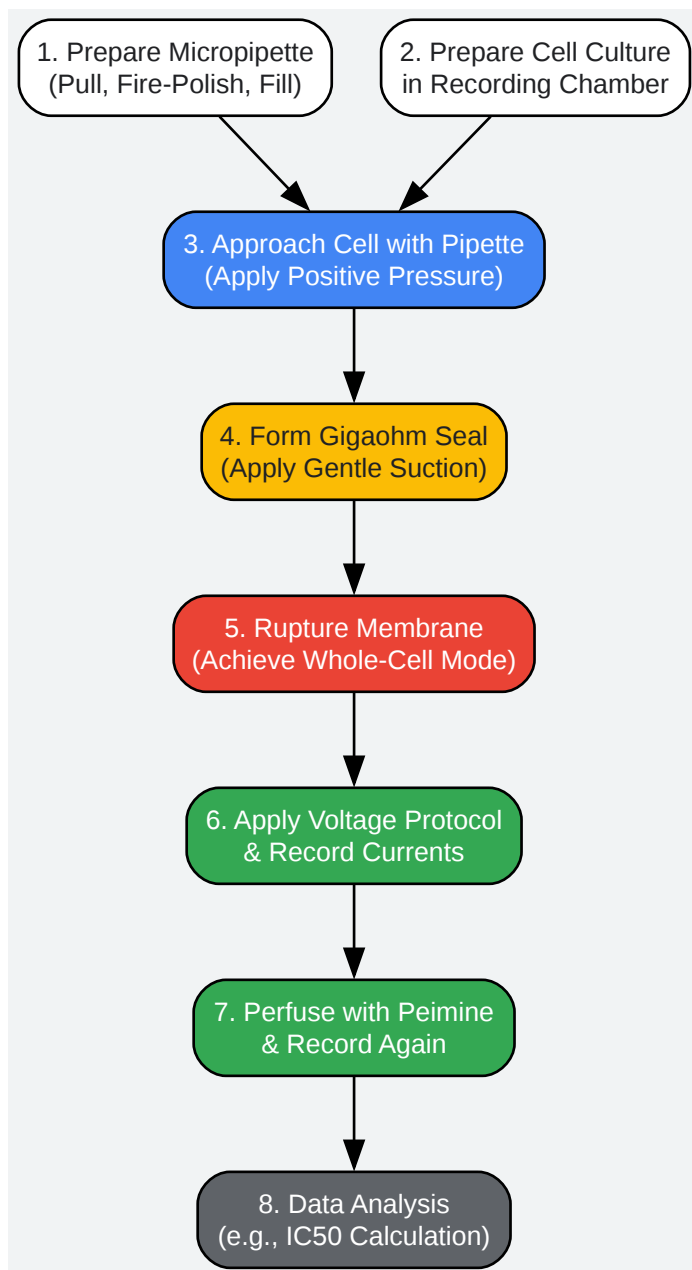 1. Prepare Micropipette
(Pull, Fire-Polish, Fill)
2. Prepare Cell Culture
in Recording Chamber
3. Approach Cell with Pipette
(Apply Positive Pressure)
4. Form Gigaohm Seal
(Apply Gentle Suction)
5. Rupture Membrane
(Achieve Whole-Cell Mode)
6. Apply Voltage Protocol
& Record Currents
7. Perfuse with Peimine
& Record Again
8. Data Analysis
(e.g., IC50 Calculation)